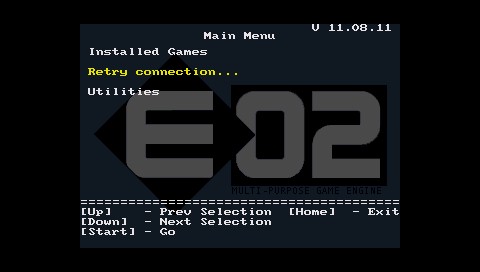 V 11.08.11
Main Menu
Installed Games
Retry connection...
Utilities
E02
MULTI-PURPOSE GAME ENGINE
========================================
[Up]    - Prev Selection  [Home]  - Exit
[Down]  - Next Selection
[Start] - Go